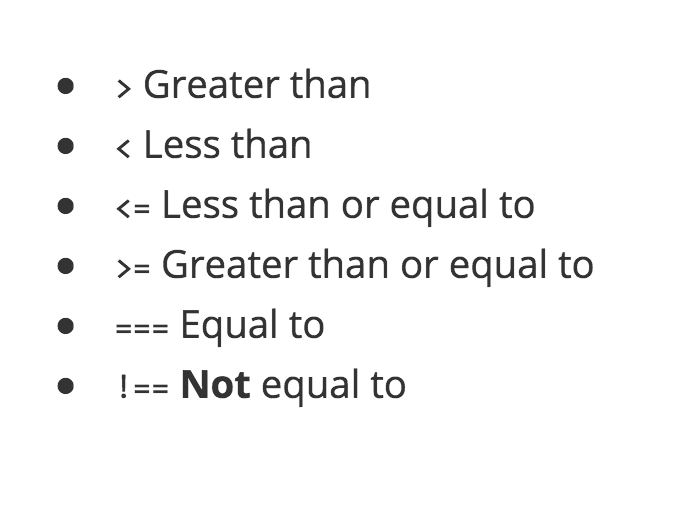 ● > Greater than
● < Less than
● <= Less than or equal to
● >= Greater than or equal to
● === Equal to
● !== Not equal to